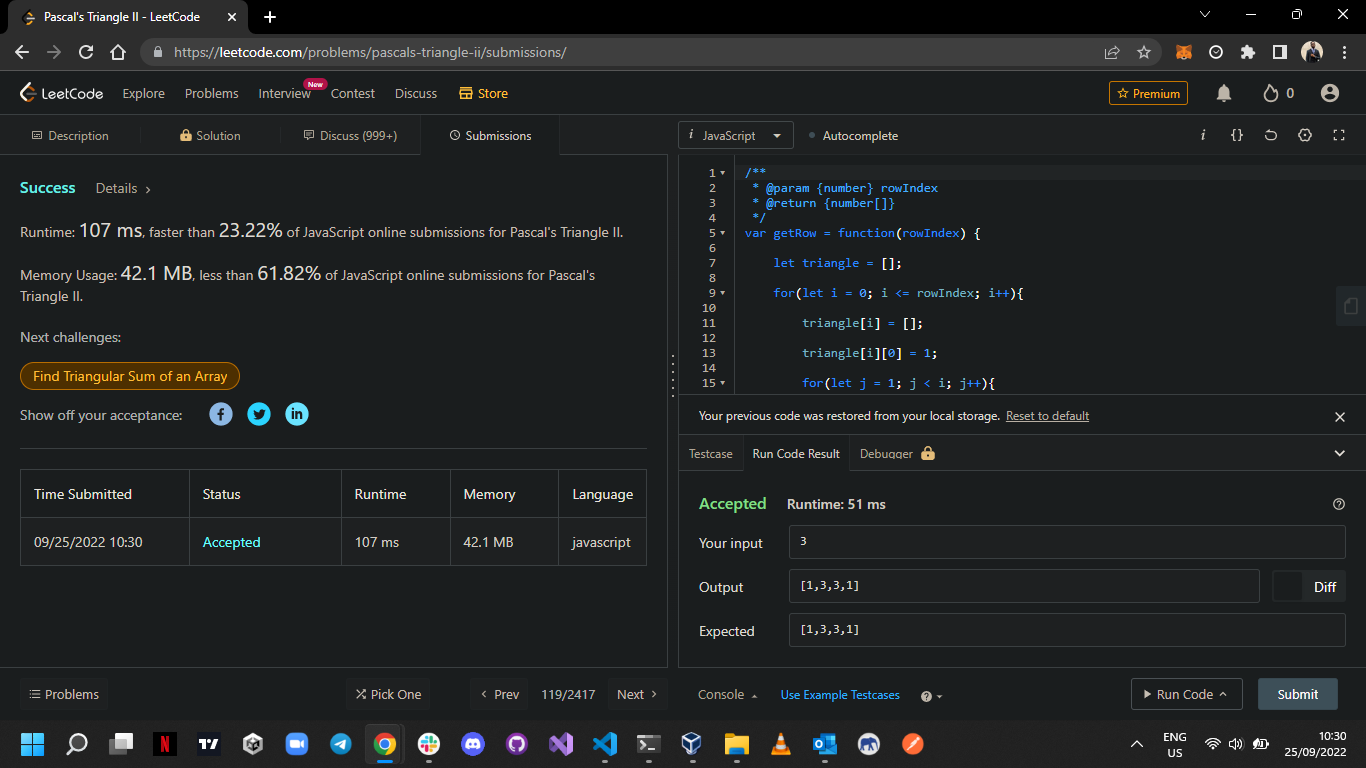 Pascal's Triangle II - LeetCode
https://leetcode.com/problems/pascals-triangle-ii/submissions/
LeetCode
Explore
Problems
Interview
New
Contest
Discuss
Store
Premium
0
Description
Solution
Discuss (999+)
Submissions
i JavaScript
Autocomplete
Success
Details
Runtime: 107 ms, faster than 23.22% of JavaScript online submissions for Pascal's Triangle II.
Memory Usage: 42.1 MB, less than 61.82% of JavaScript online submissions for Pascal's
Triangle II.
Next challenges:
Find Triangular Sum of an Array
Show off your acceptance:
Time Submitted Status Runtime Memory Language
09/25/2022 10:30 Accepted 107 ms 42.1 MB javascript
1 /**
2 * @param {number} rowIndex
3 * @return {number[]}
4 */
5 var getRow = function(rowIndex) {
6
7 let triangle = [];
8
9 for(let i = 0; i <= rowIndex; i++){
10
11 triangle[i] = [];
12
13 triangle[i][0] = 1;
14
15 for(let j = 1; j < i; j++){
Your previous code was restored from your local storage. Reset to default
Testcase
Run Code Result
Debugger
Accepted Runtime: 51 ms
Your input
3
Output
[1,3,3,1]
Diff
Expected
[1,3,3,1]
Problems
Pick One
Prev
119/2417
Next
Console
Use Example Testcases
Run Code
Submit
ENG
US
10:30
25/09/2022